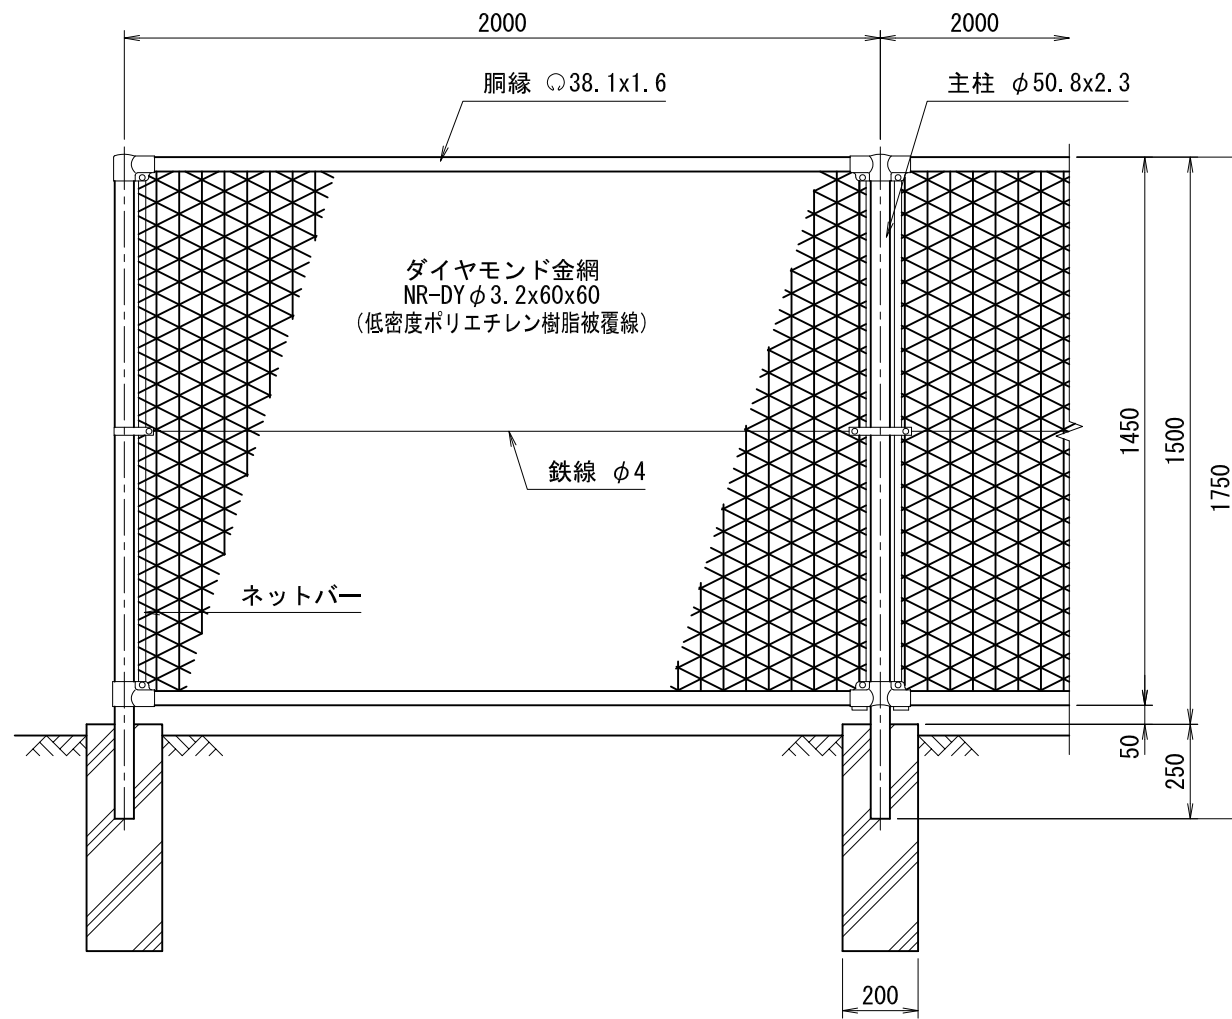 2000
2000
胴縁 ○38.1x1.6
主柱 φ50.8x2.3
ダイヤモンド金網
NR-DYφ3.2x60x60
(低密度ポリエチレン樹脂被覆線)
鉄線 φ4
ネットバー
1450
1500
1750
50
250
200